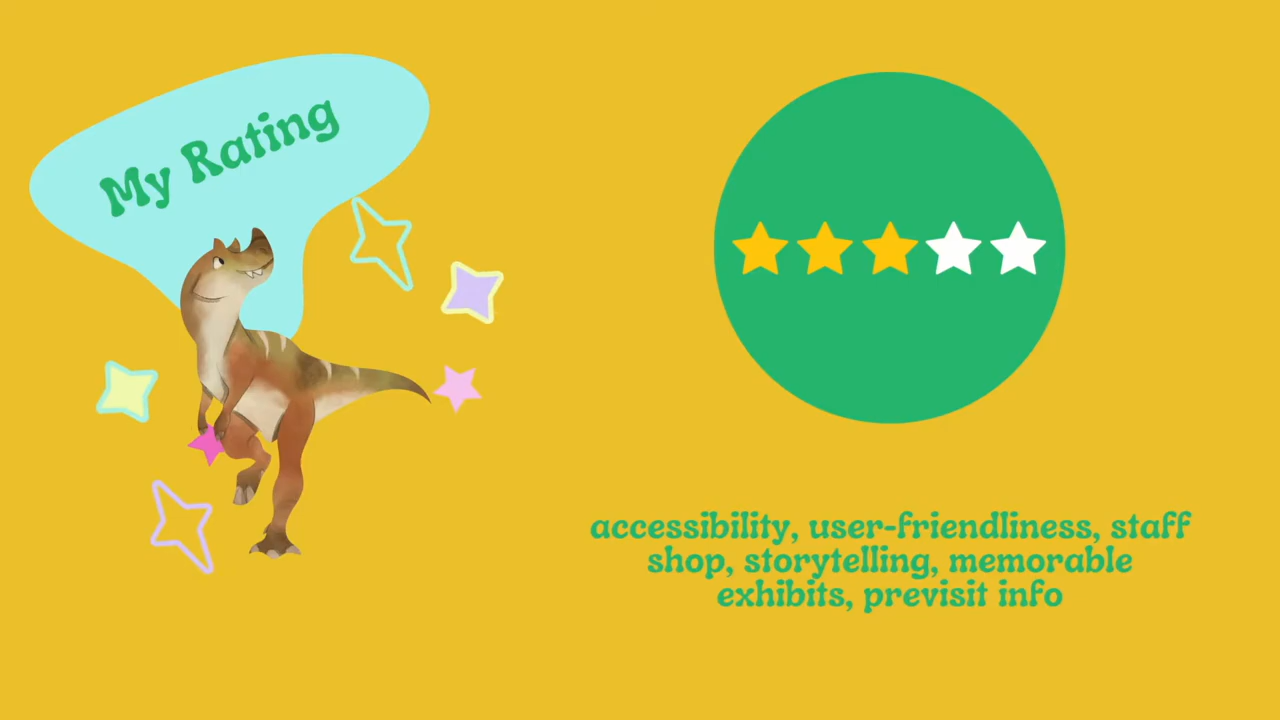 My Rating
accessibility, user-friendliness, staff
shop, storytelling, memorable
exhibits, previsit info